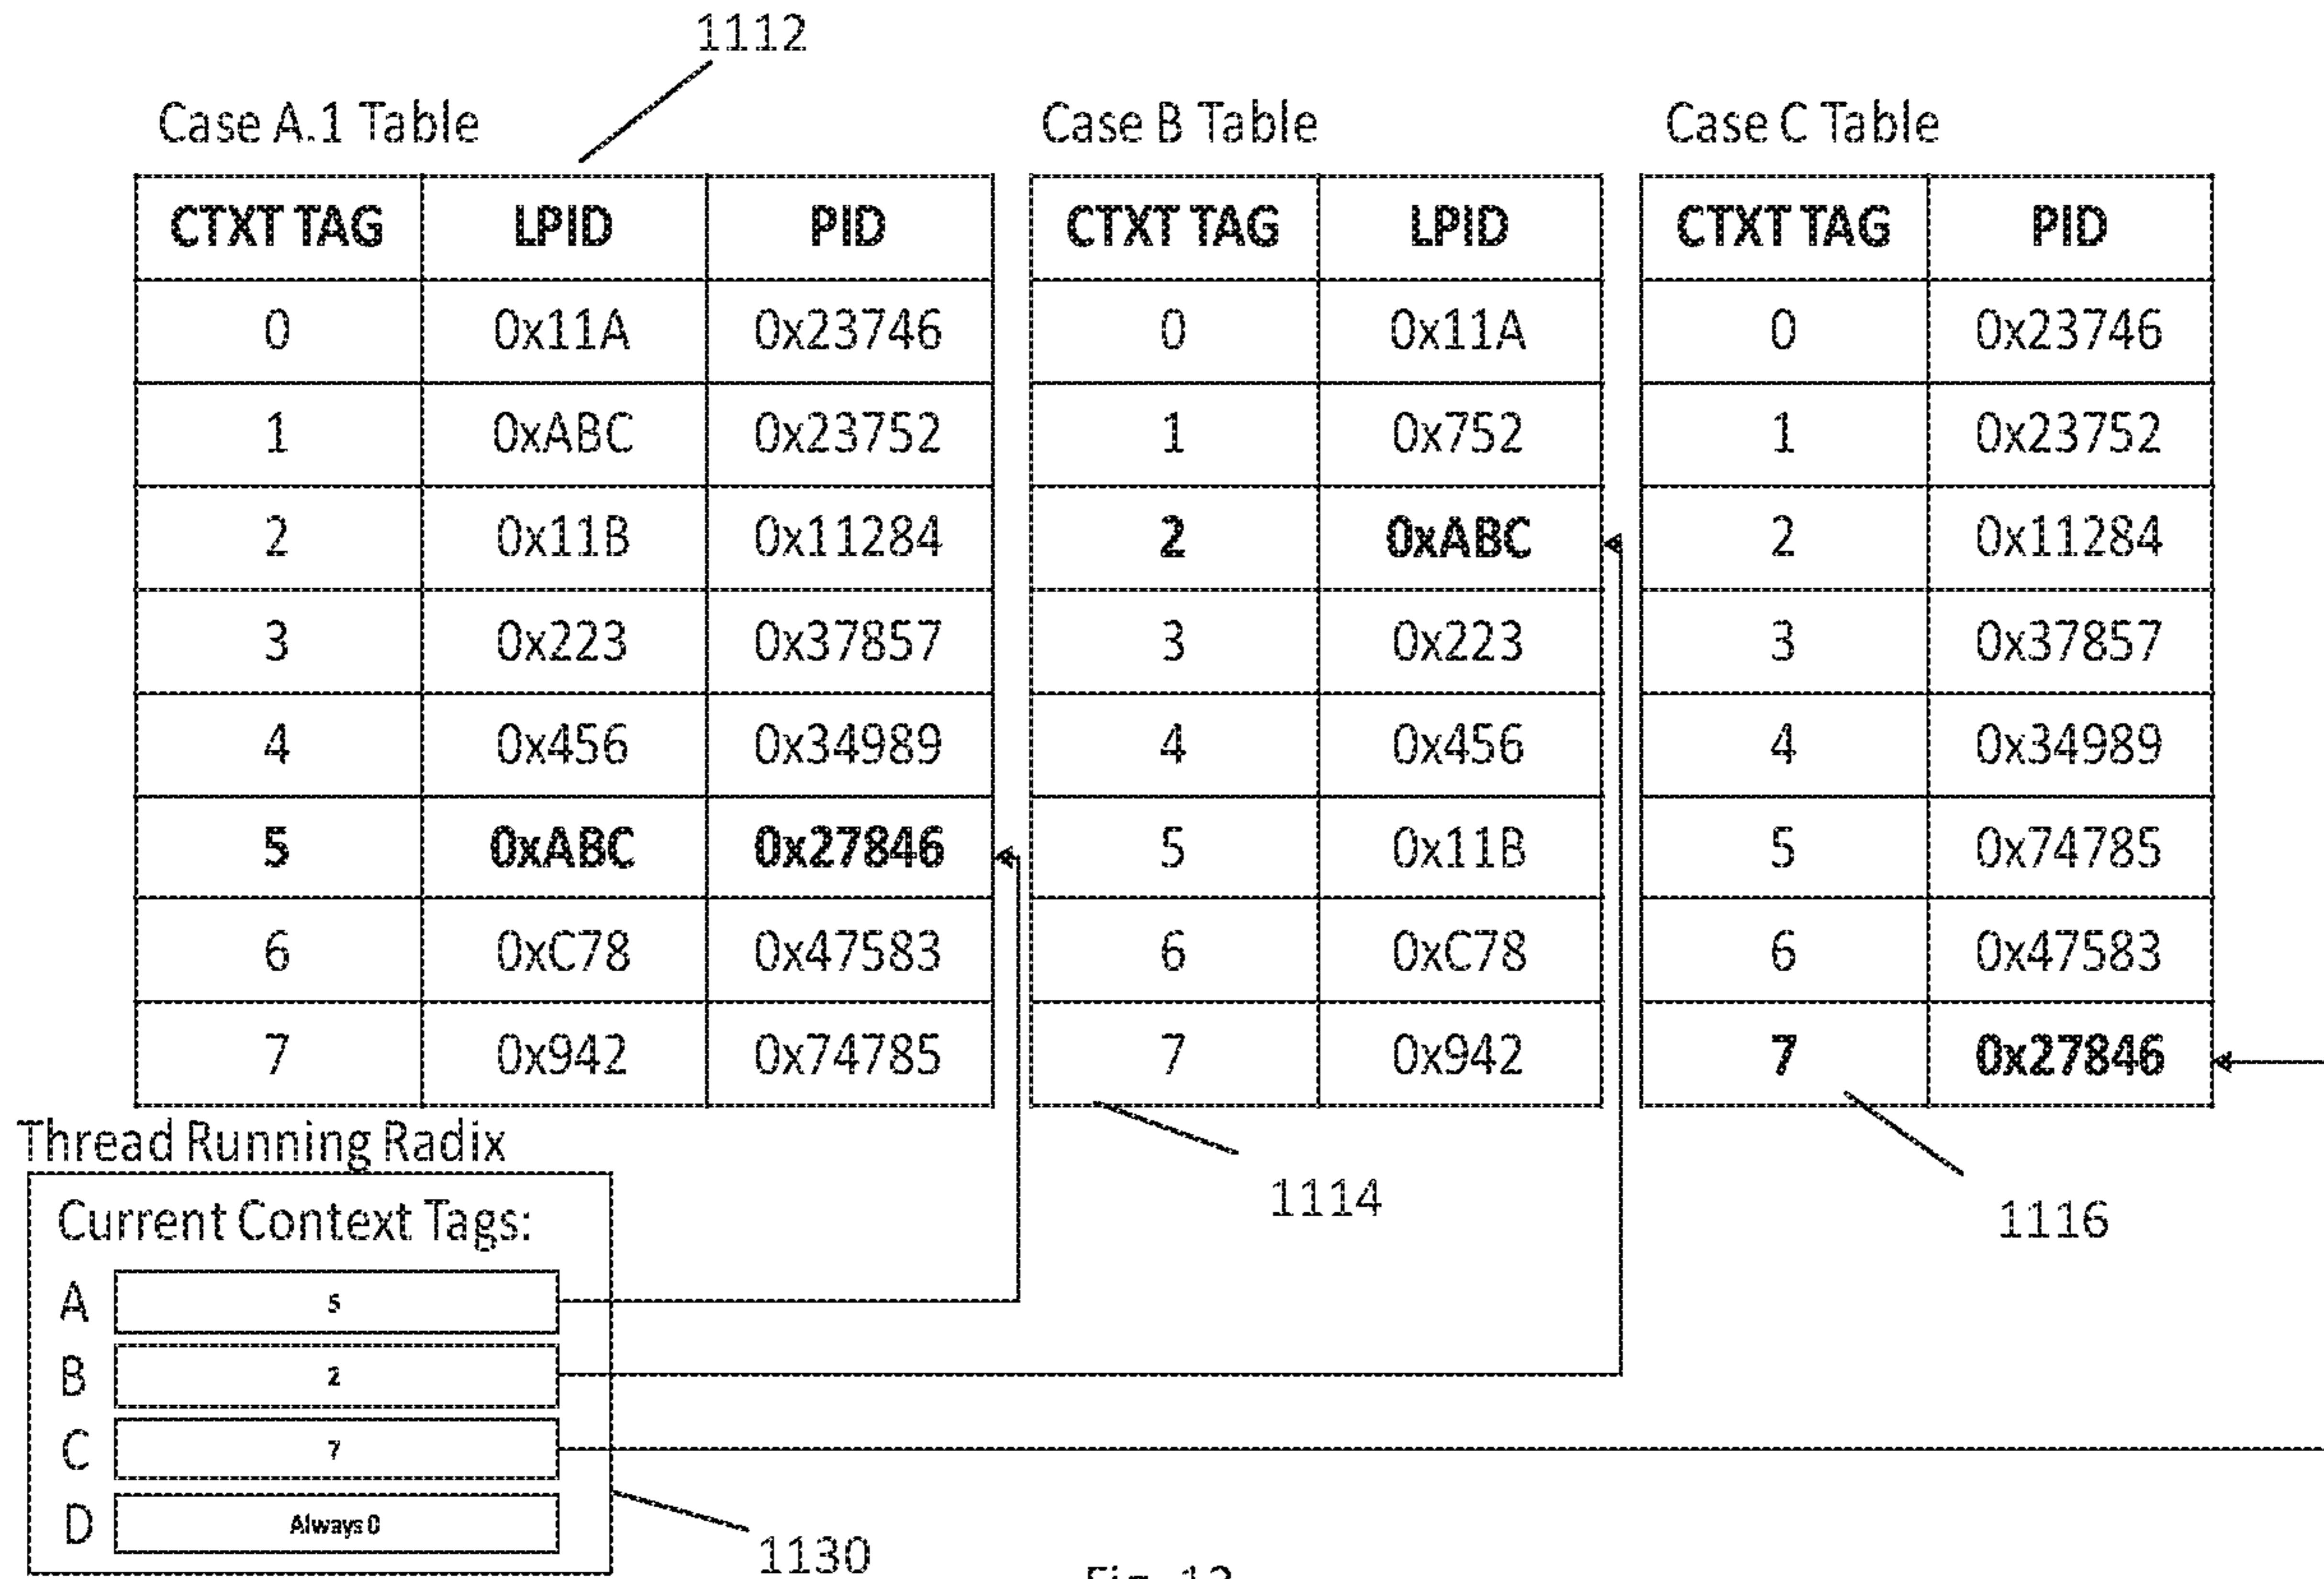 1112
Case A.1 Table
CTXT TAG LPID PID
0 0x11A 0x23746
1 0xABC 0x23752
2 0x11B 0x11284
3 0x223 0x37857
4 0x456 0x34989
5 0xABC 0x27846
6 0xC78 0x47583
7 0x942 0x74785
Case B Table
CTXT TAG LPID
0 0x11A
1 0x752
2 0xABC
3 0x223
4 0x456
5 0x11B
6 0xC78
7 0x942
1114
Case C Table
CTXT TAG PID
0 0x23746
1 0x23752
2 0x11284
3 0x37857
4 0x34989
5 0x74785
6 0x47583
7 0x27846
1116
Thread Running Radix
Current Context Tags:
A 5
B 2
C 7
D Always 0
1130